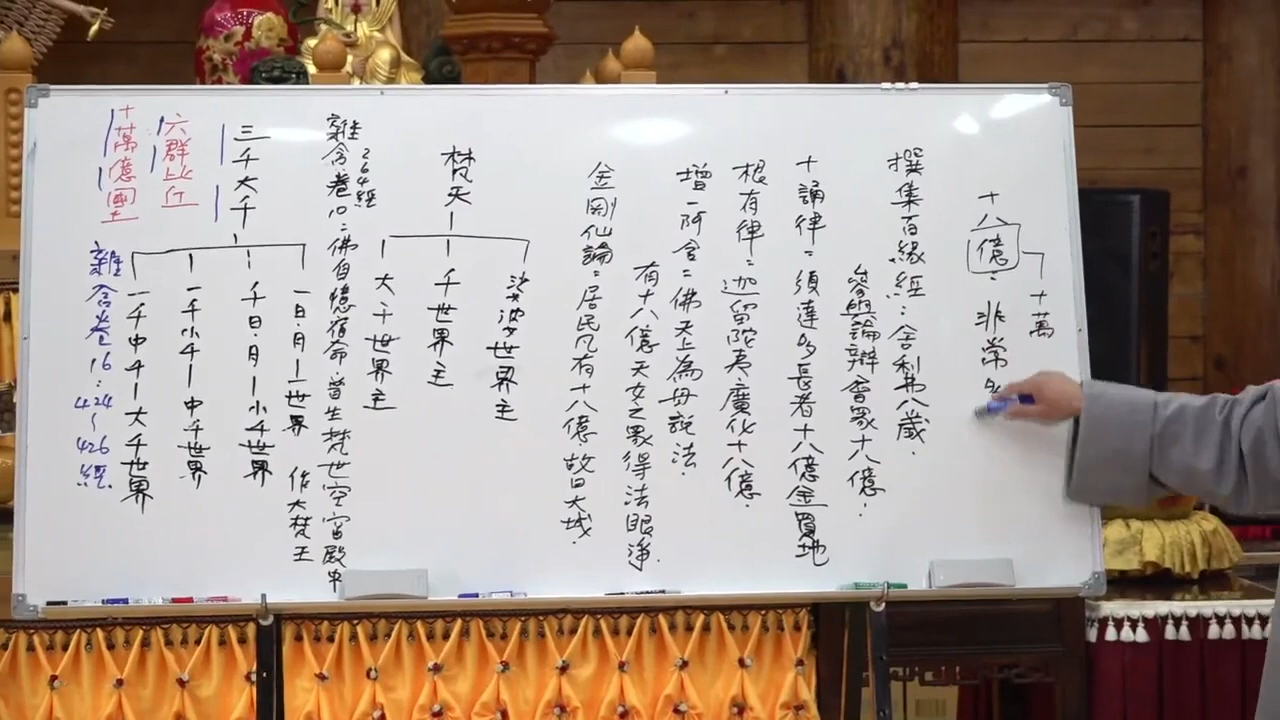 十八億：非常
十萬
撰集百緣經：舍利弗八歲．
參與論辯會眾十八億．
十誦律：須達多長者十八億金買地
根有律：迦留陀夷廣化十八億．
增一阿含：佛天上為母說法．
有十八億天女之眾得法眼淨．
金剛仙論：居民凡有十八億．故曰大城．
梵天
娑婆世界主
千世界主
大千世界主
雜含卷10：佛自憶宿命．曾生梵世空宮殿中
264經
作大梵王
三千大千
一日．月—一世界
千日．月—小千世界
一千小千—中千世界
一千中千—大千世界
六群比丘
十萬億國土
雜含卷16：424~426經